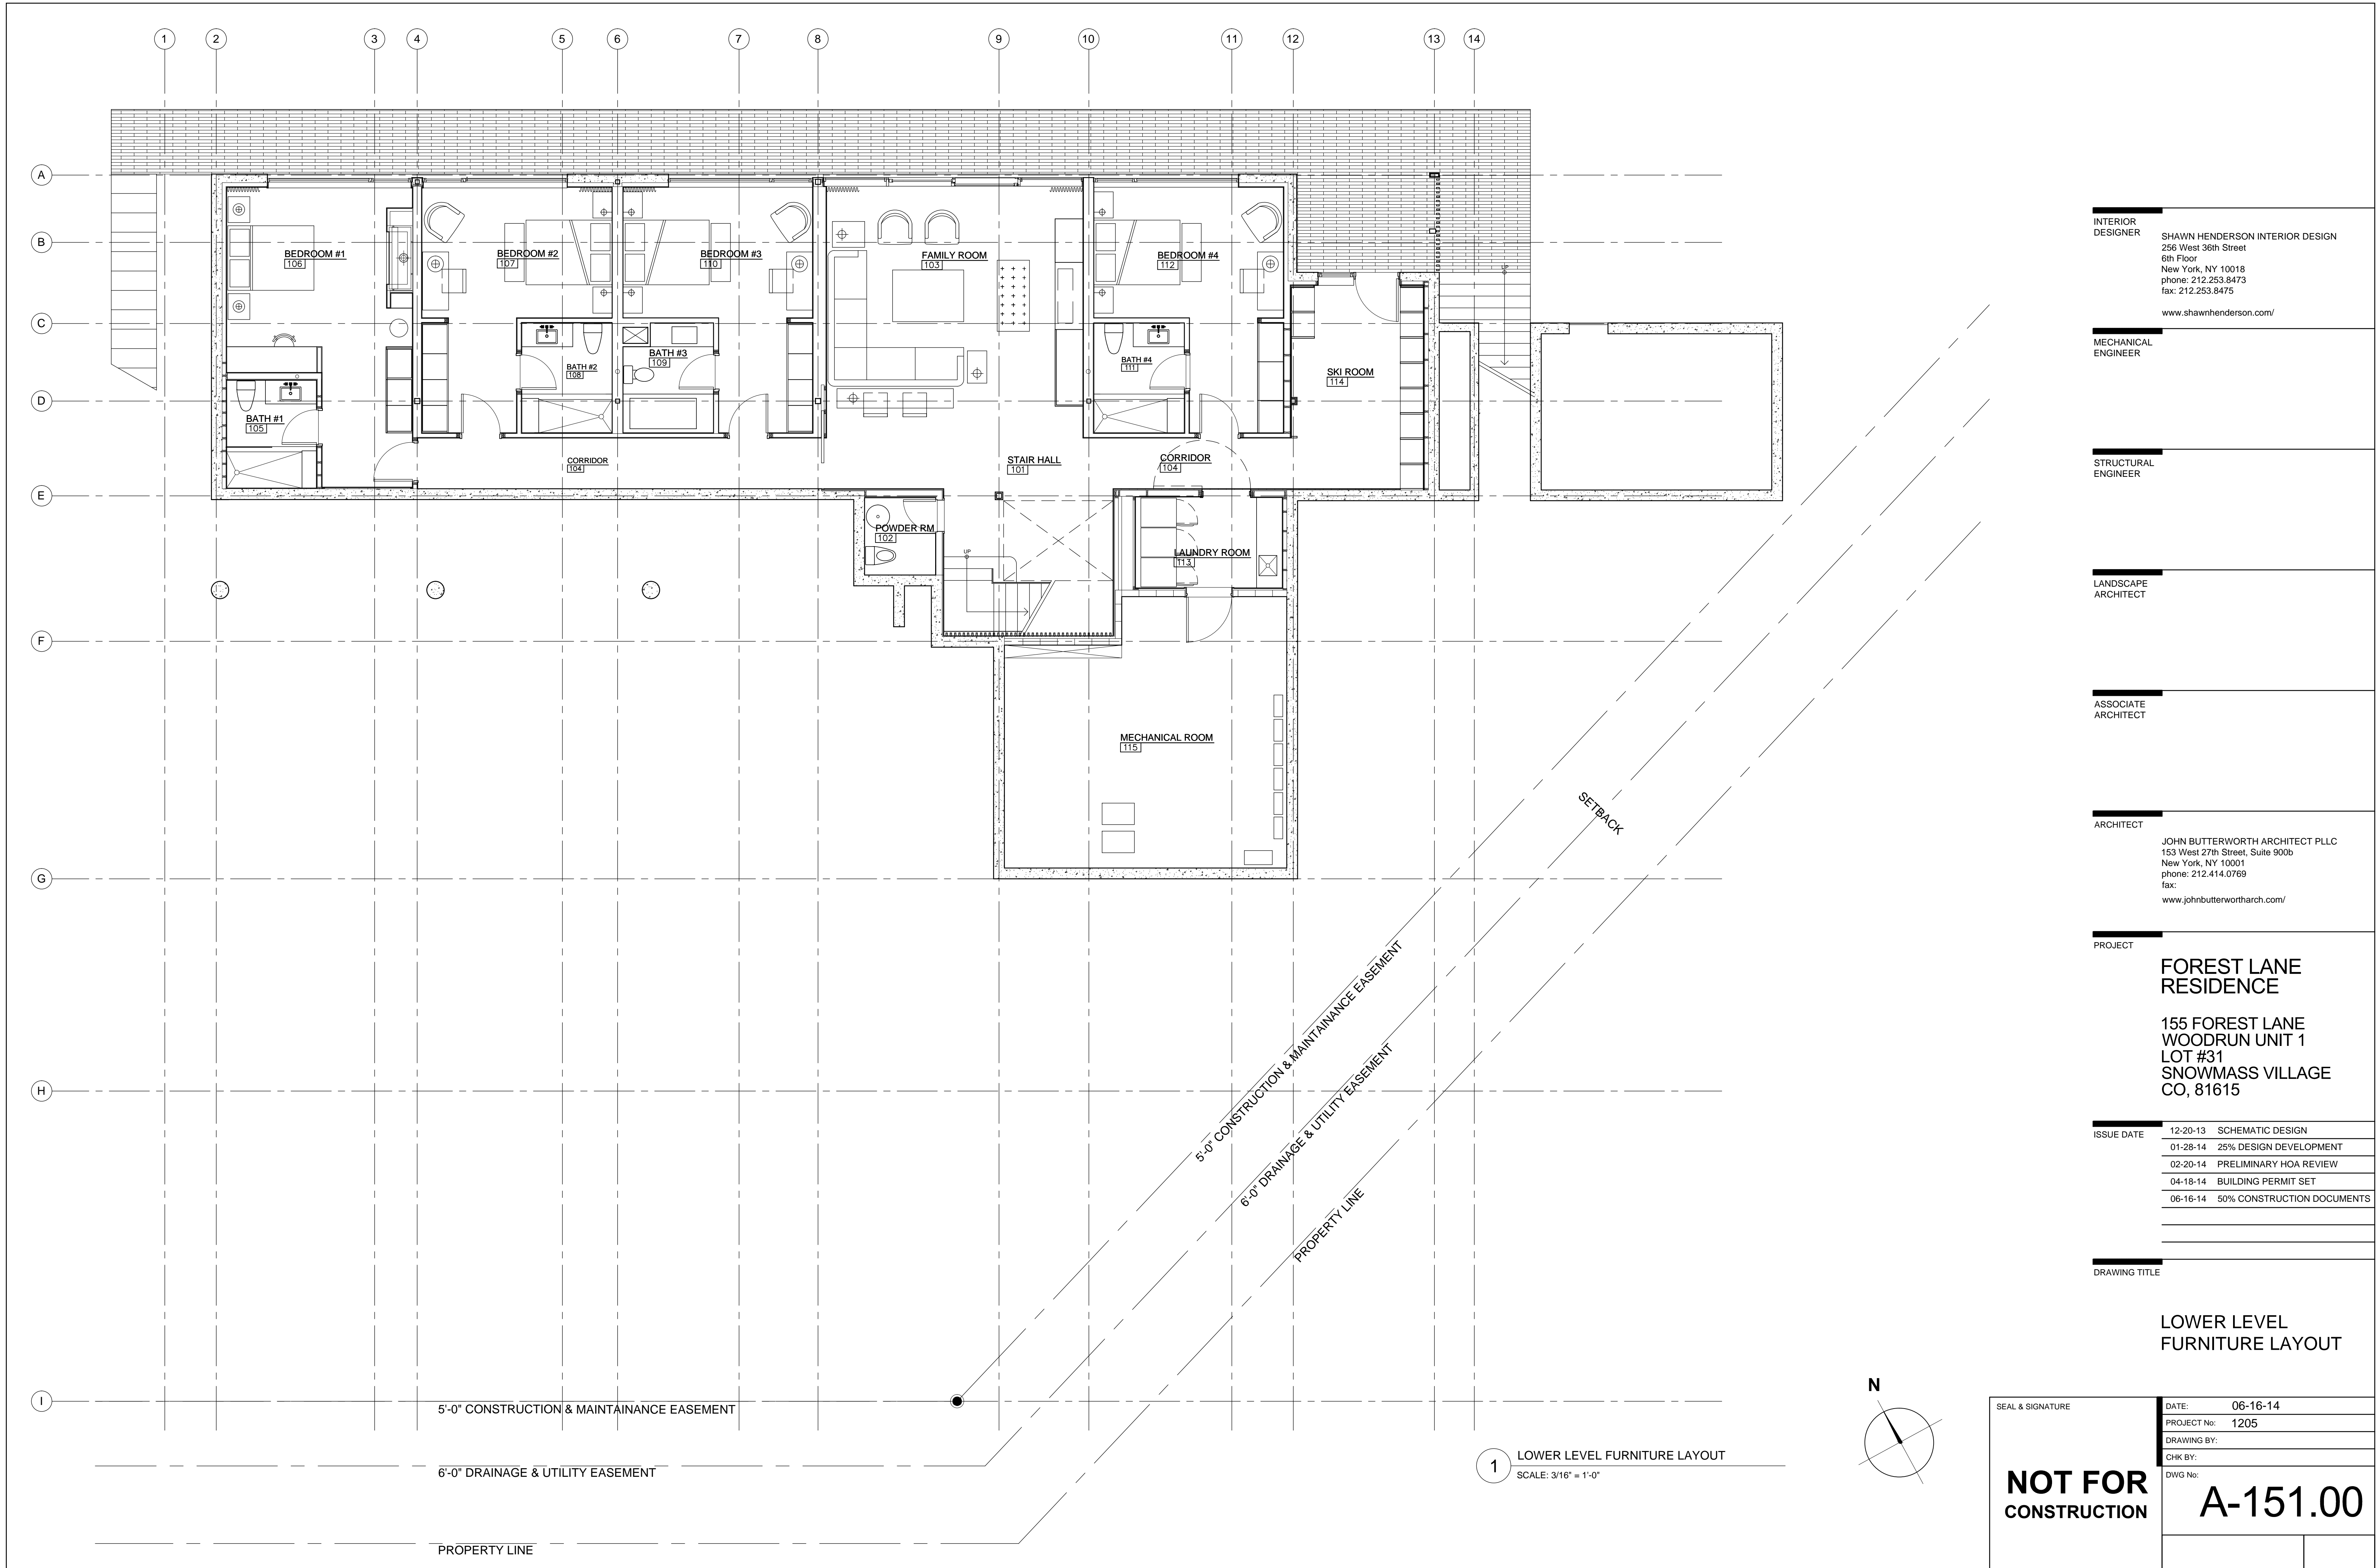 1 2 3 4 5 6 7 8 9 10 11 12 13 14
A
B
C
D
E
F
G
H
I
BEDROOM #1
106
BEDROOM #2
107
BEDROOM #3
110
FAMILY ROOM
103
BEDROOM #4
112
UP
BATH #1
105
BATH #2
108
BATH #3
109
BATH #4
111
SKI ROOM
114
CORRIDOR
104
STAIR HALL
101
CORRIDOR
104
POWDER RM
102
UP
LAUNDRY ROOM
113
MECHANICAL ROOM
115
SETBACK
5'-0" CONSTRUCTION & MAINTAINANCE EASEMENT
6'-0" DRAINAGE & UTILITY EASEMENT
PROPERTY LINE
5'-0" CONSTRUCTION & MAINTAINANCE EASEMENT
6'-0" DRAINAGE & UTILITY EASEMENT
PROPERTY LINE
1
LOWER LEVEL FURNITURE LAYOUT
SCALE: 3/16" = 1'-0"
N
INTERIOR
DESIGNER
SHAWN HENDERSON INTERIOR DESIGN
256 West 36th Street
6th Floor
New York, NY 10018
phone: 212.253.8473
fax: 212.253.8475
www.shawnhenderson.com/
MECHANICAL
ENGINEER
STRUCTURAL
ENGINEER
LANDSCAPE
ARCHITECT
ASSOCIATE
ARCHITECT
ARCHITECT
JOHN BUTTERWORTH ARCHITECT PLLC
153 West 27th Street, Suite 900b
New York, NY 10001
phone: 212.414.0769
fax:
www.johnbutterwortharch.com/
PROJECT
FOREST LANE
RESIDENCE
155 FOREST LANE
WOODRUN UNIT 1
LOT #31
SNOWMASS VILLAGE
CO, 81615
ISSUE DATE
12-20-13 SCHEMATIC DESIGN
01-28-14 25% DESIGN DEVELOPMENT
02-20-14 PRELIMINARY HOA REVIEW
04-18-14 BUILDING PERMIT SET
06-16-14 50% CONSTRUCTION DOCUMENTS
DRAWING TITLE
LOWER LEVEL
FURNITURE LAYOUT
SEAL & SIGNATURE
NOT FOR
CONSTRUCTION
DATE: 06-16-14
PROJECT No: 1205
DRAWING BY:
CHK BY:
DWG No:
A-151.00